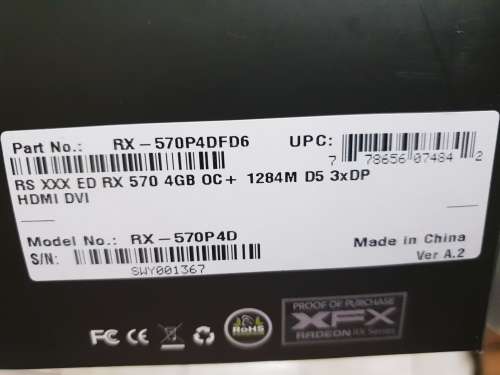 Part No.: RX-570P4DFD6 UPC:
7 78656 07484 2
RS XXX ED RX 570 4GB OC+ 1284M D5 3xDP
HDMI DVI
Model No.: RX-570P4D
Made in China
S/N:
Ver A.2
SWY001367
FC CE RoHS
PROOF OF PURCHASE
XFX
RADEON RX Series